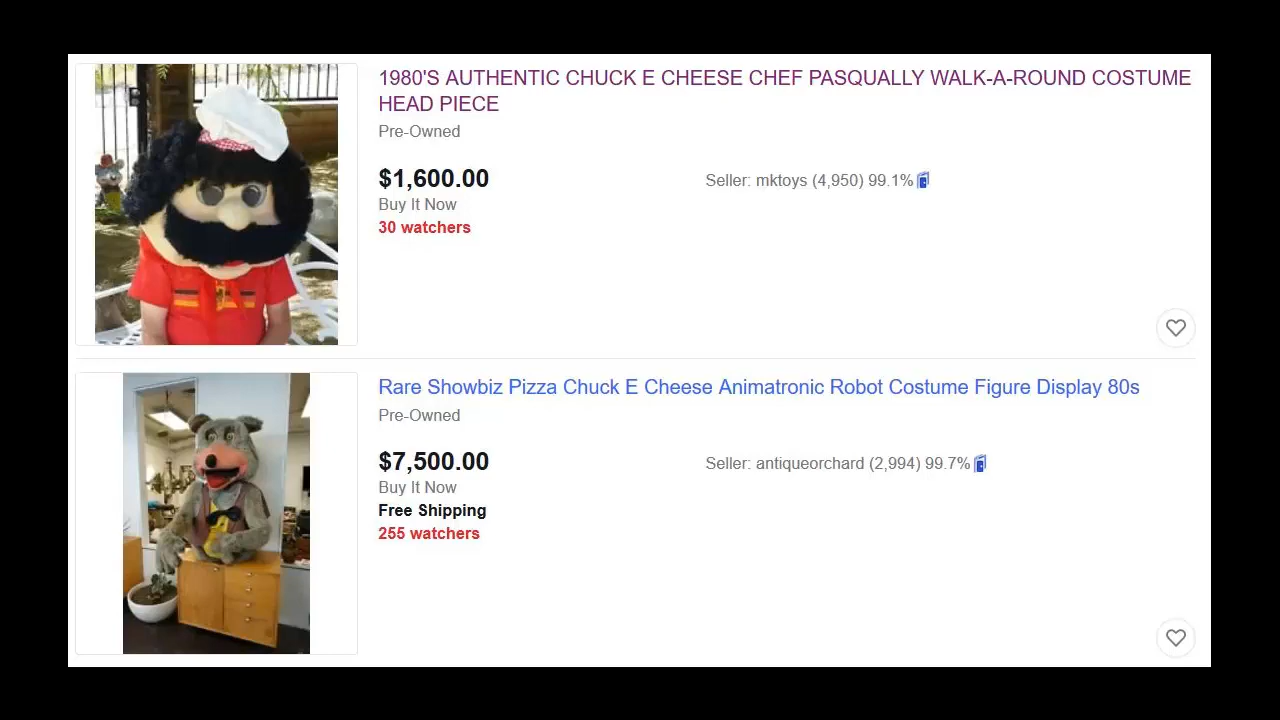 1980'S AUTHENTIC CHUCK E CHEESE CHEF PASQUALLY WALK-A-ROUND COSTUME
HEAD PIECE
Pre-Owned
$1,600.00
Seller: mktoys (4,950) 99.1%
Buy It Now
30 watchers
Rare Showbiz Pizza Chuck E Cheese Animatronic Robot Costume Figure Display 80s
Pre-Owned
$7,500.00
Seller: antiqueorchard (2,994) 99.7%
Buy It Now
Free Shipping
255 watchers